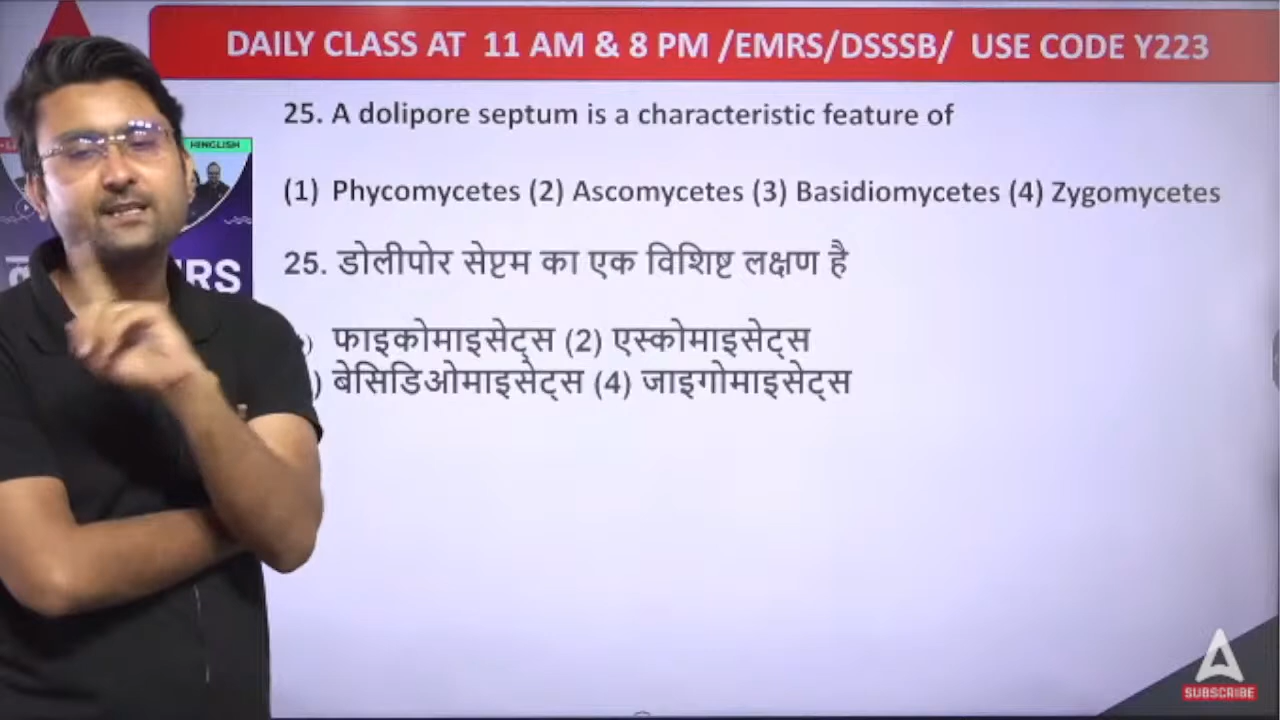 DAILY CLASS AT 11 AM & 8 PM /EMRS/DSSSB/ USE CODE Y223
25. A dolipore septum is a characteristic feature of
HINGLISH
(1) Phycomycetes (2) Ascomycetes (3) Basidiomycetes (4) Zygomycetes
25. डोलीपोर सेप्टम का एक विशिष्ट लक्षण है
RS
) फाइकोमाइसेट्स (2) एस्कोमाइसेट्स
) बेसिडिओमाइसेट्स (4) जाइगोमाइसेट्स
SUBSCRIBE